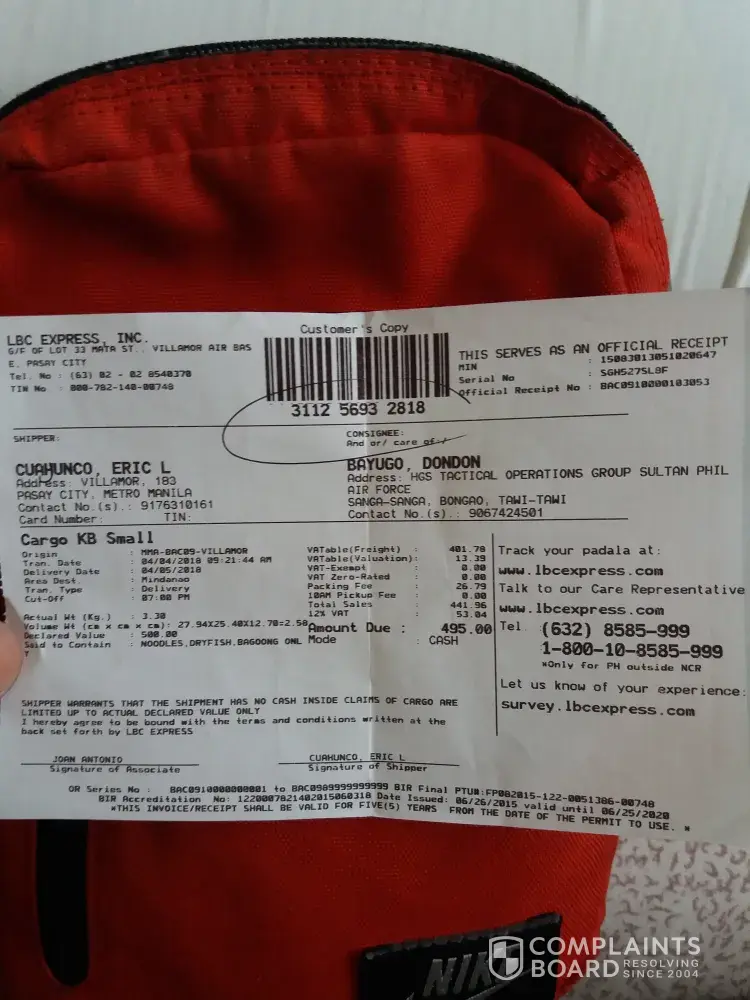 LBC EXPRESS, INC.
G/F OF LOT 33 MATA ST., VILLAMOR AIR BAS
E, PASAY CITY
Tel. No : (63) 02 - 02 8540370
TIN No : 000-782-140-00748
Customer's Copy
3112 5693 2818
THIS SERVES AS AN OFFICIAL RECEIPT
MIN : 15083013051020647
Serial No : SGH527SL8F
Official Receipt No : BAC0910000103053
SHIPPER:
CUAHUNCO, ERIC L
Address: VILLAMOR, 183
PASAY CITY, METRO MANILA
Contact No.(s).: 9176310161
Card Number: TIN:
CONSIGNEE:
And or/ care of:/
BAYUGO, DONDON
Address: HGS TACTICAL OPERATIONS GROUP SULTAN PHIL
AIR FORCE
SANGA-SANGA, BONGAO, TAWI-TAWI
Contact No.(s).: 9067424501
Cargo KB Small
Origin : MMA-BAC09-VILLAMOR
Tran. Date : 04/04/2018 09:21:44 AM
Delivery Date : 04/05/2018
Area Dest. : Mindanao
Tran. Type : Delivery
Cut-Off : 07:00 PM
Actual Wt (Kg.) : 3.30
Volume Wt (cm x cm x cm): 27.94X25.40X12.70=2.58
Declared Value : 500.00
Said to Contain : NOODLES,DRYFISH,BAGOONG ONL
Y
VATable(Freight) : 401.78
VATable(Valuation): 13.39
VAT-Exempt : 0.00
VAT Zero-Rated : 0.00
Packing Fee : 26.79
10AM Pickup Fee : 0.00
Total Sales : 441.96
12% VAT : 53.04
Amount Due : 495.00
Mode : CASH
Track your padala at:
www.lbcexpress.com
Talk to our Care Representative
www.lbcexpress.com
Tel. (632) 8585-999
1-800-10-8585-999
*Only for PH outside NCR
Let us know of your experience:
survey.lbcexpress.com
SHIPPER WARRANTS THAT THE SHIPMENT HAS NO CASH INSIDE CLAIMS OF CARGO ARE
LIMITED UP TO ACTUAL DECLARED VALUE ONLY
I hereby agree to be bound with the terms and conditions written at the
back set forth by LBC EXPRESS
JOAN ANTONIO
Signature of Associate
CUAHUNCO, ERIC L
Signature of Shipper
OR Series No : BAC0910000000001 to BAC0989999999999 BIR Final PTU#:FP082015-122-0051386-00748
BIR Accreditation No: 1220007821402015060318 Date Issued: 06/26/2015 valid until 06/25/2020
*THIS INVOICE/RECEIPT SHALL BE VALID FOR FIVE(5) YEARS FROM THE DATE OF THE PERMIT TO USE. *
NIKE
COMPLAINTS
BOARD RESOLVING
SINCE 2004